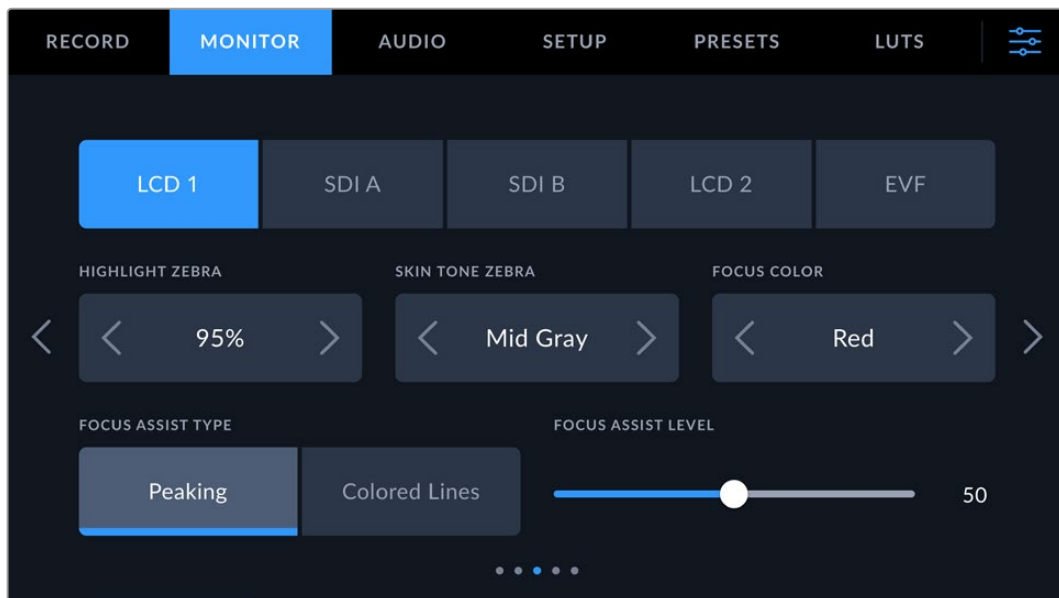 RECORD MONITOR AUDIO SETUP PRESETS LUTS
LCD 1 SDI A SDI B LCD 2 EVF
HIGHLIGHT ZEBRA SKIN TONE ZEBRA FOCUS COLOR
95% Mid Gray Red
FOCUS ASSIST TYPE FOCUS ASSIST LEVEL
Peaking Colored Lines 50